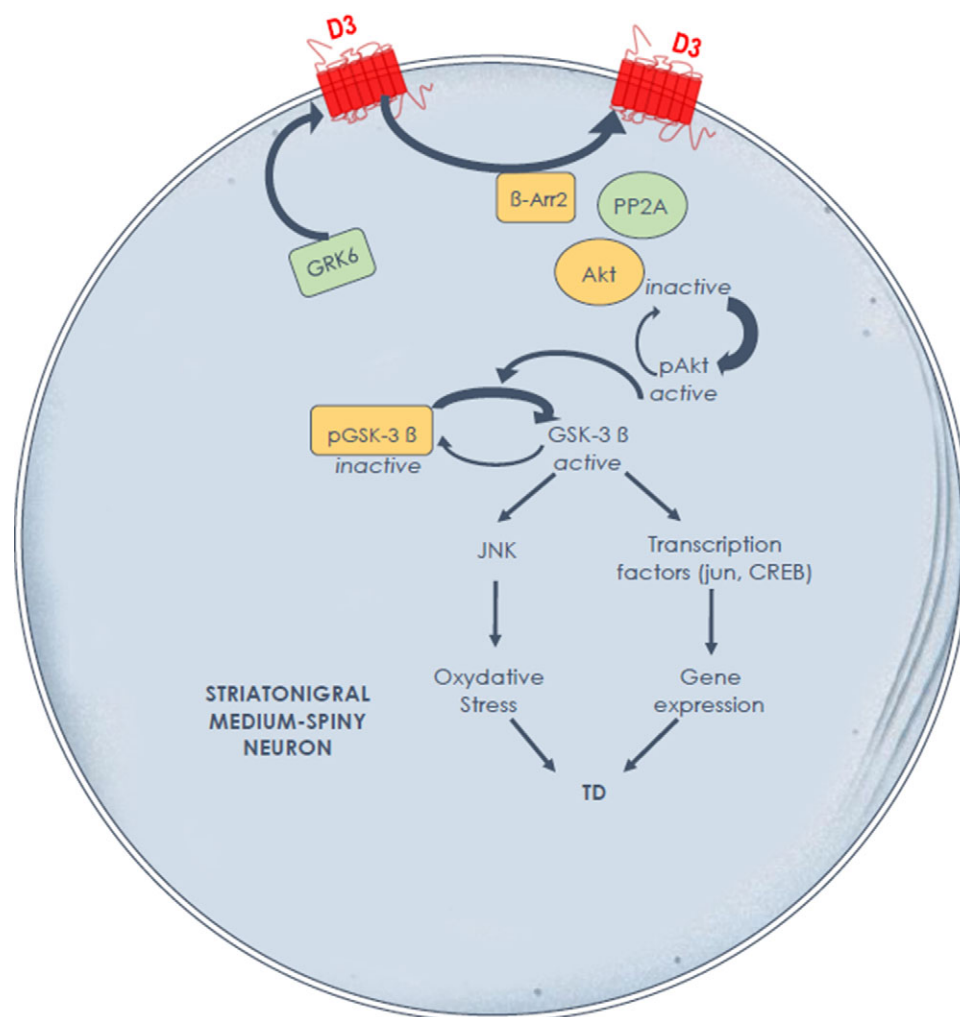 D3
D3
ß-Arr2
PP2A
GRK6
Akt
inactive
pAkt
active
pGSK-3 ß
inactive
GSK-3 ß
active
JNK
Transcription
factors (jun, CREB)
Oxydative
Stress
Gene
expression
STRIATONIGRAL
MEDIUM-SPINY
NEURON
TD